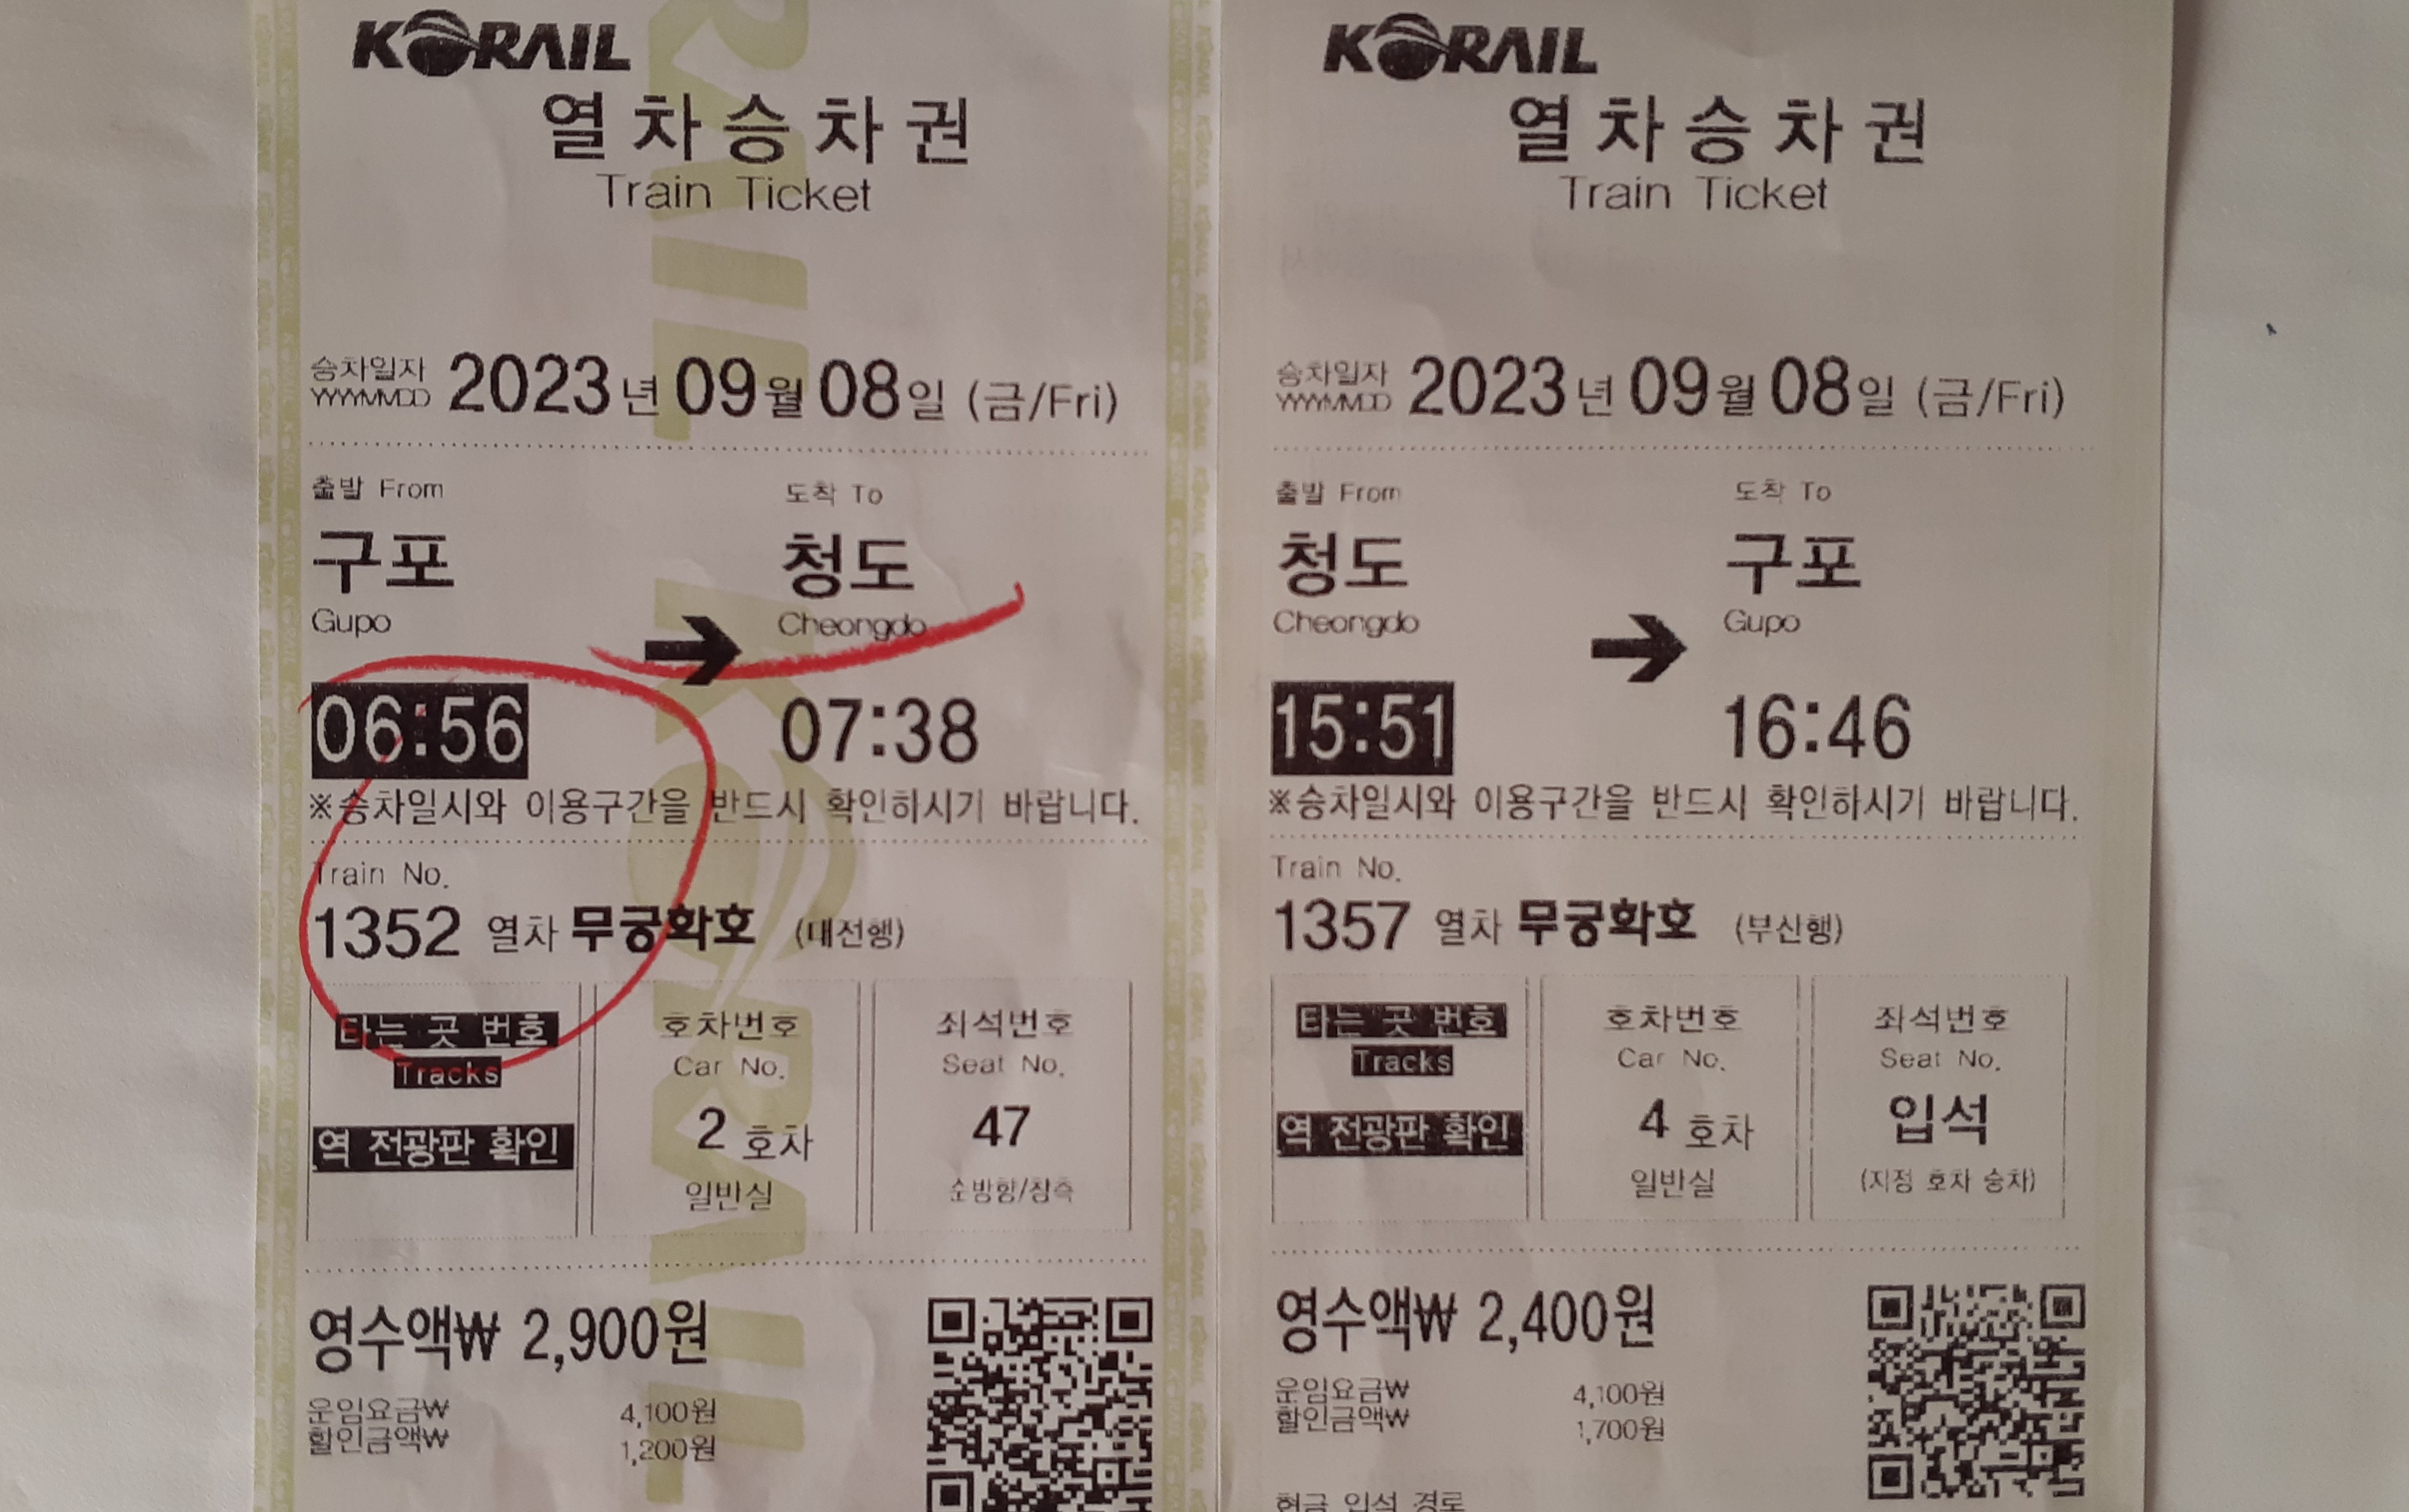 KORAIL
열차승차권
Train Ticket
승차일자
YYYYMMDD
2023년 09월 08일 (금/Fri)
출발 From
도착 To
구포
청도
Gupo
Cheongdo
06:56
07:38
※승차일시와 이용구간을 반드시 확인하시기 바랍니다.
Train No.
1352 열차 무궁화호 (대전행)
타는 곳 번호
호차번호
좌석번호
Tracks
Car No.
Seat No.
역 전광판 확인
2 호차
47
일반실
순방향/창측
영수액₩ 2,900원
운임요금₩ 4,100원
할인금액₩ 1,200원
KORAIL
열차승차권
Train Ticket
승차일자
YYYYMMDD
2023년 09월 08일 (금/Fri)
출발 From
도착 To
청도
구포
Cheongdo
Gupo
15:51
16:46
※승차일시와 이용구간을 반드시 확인하시기 바랍니다.
Train No.
1357 열차 무궁화호 (부산행)
타는 곳 번호
호차번호
좌석번호
Tracks
Car No.
Seat No.
역 전광판 확인
4 호차
입석
일반실
(지정 호차 승차)
영수액₩ 2,400원
운임요금₩ 4,100원
할인금액₩ 1,700원
현금 입석 경로